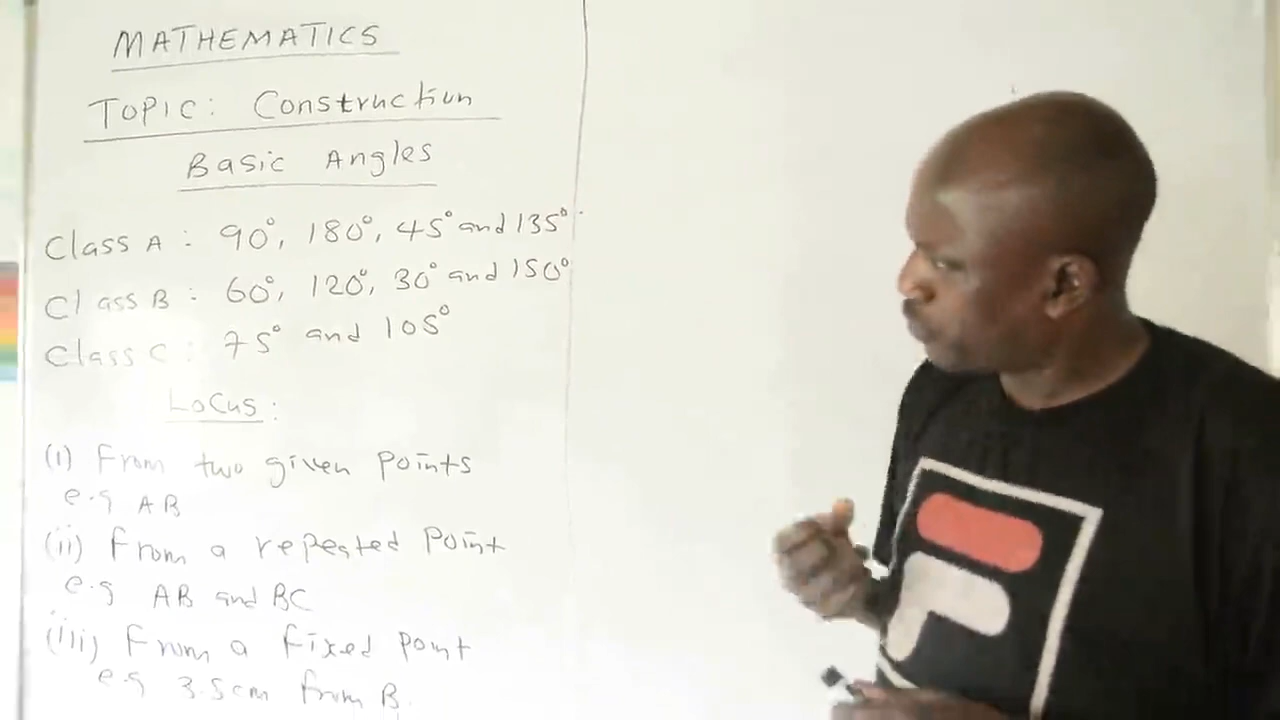 MATHEMATICS
TOPIC: Construction
Basic Angles
Class A: 90°, 180°, 45° and 135°
Class B: 60°, 120°, 30° and 150°
Class C: 75° and 105°
Locus:
(i) From two given points
e.g AB
(ii) From a repeated point
e.g AB and BC
(iii) From a fixed point
e.g 3.5cm from B.